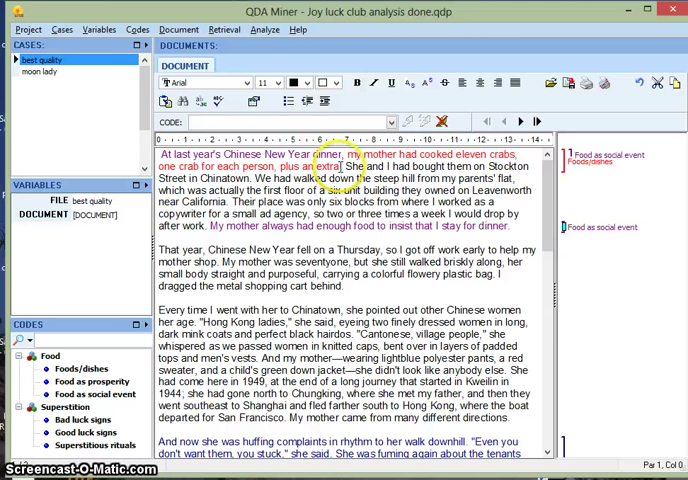 QDA Miner - Joy luck club analysis done.qdp
Project Cases Variables Codes Document Retrieval Analyze Help
CASES:
best quality
moon lady
VARIABLES
FILE best quality
DOCUMENT [DOCUMENT]
CODES
Food
Foods/dishes
Food as prosperity
Food as social event
Superstition
Bad luck signs
Good luck signs
Superstitious rituals
DOCUMENTS:
DOCUMENT
Arial 11
CODE:
0 1 2 3 4 5 6 7 8 9 10 11 12 13 14
At last year's Chinese New Year dinner, my mother had cooked eleven crabs,
one crab for each person, plus an extra. She and I had bought them on Stockton
Street in Chinatown. We had walked down the steep hill from my parents' flat,
which was actually the first floor of a six-unit building they owned on Leavenworth
near California. Their place was only six blocks from where I worked as a
copywriter for a small ad agency, so two or three times a week I would drop by
after work. My mother always had enough food to insist that I stay for dinner.
That year, Chinese New Year fell on a Thursday, so I got off work early to help my
mother shop. My mother was seventyone, but she still walked briskly along, her
small body straight and purposeful, carrying a colorful flowery plastic bag. I
dragged the metal shopping cart behind.
Every time I went with her to Chinatown, she pointed out other Chinese women
her age. "Hong Kong ladies," she said, eyeing two finely dressed women in long,
dark mink coats and perfect black hairdos. "Cantonese, village people," she
whispered as we passed women in knitted caps, bent over in layers of padded
tops and men's vests. And my mother—wearing lightblue polyester pants, a red
sweater, and a child's green down jacket—she didn't look like anybody else. She
had come here in 1949, at the end of a long journey that started in Kweilin in
1944; she had gone north to Chungking, where she met my father, and then they
went southeast to Shanghai and fled farther south to Hong Kong, where the boat
departed for San Francisco. My mother came from many different directions.
And now she was huffing complaints in rhythm to her walk downhill. "Even you
don't want them, you stuck," she said. She was fuming again about the tenants
Food as social event
Foods/dishes
Food as social event
Par 1, Col 0
Screencast-O-Matic.com